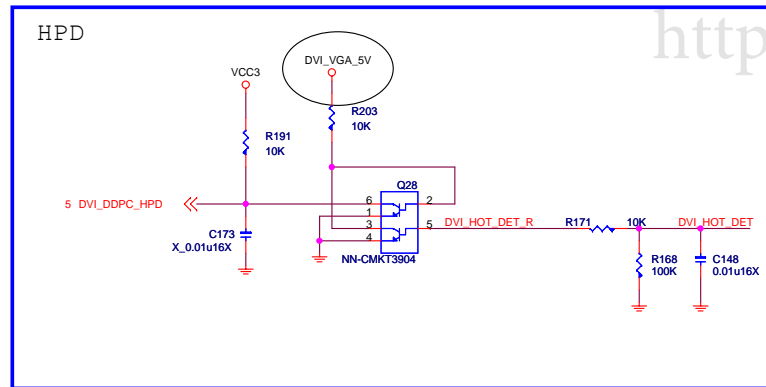 HPD
http
DVI_VGA_5V
VCC3
R203
10K
R191
10K
Q28
5 DVI_DDPC_HPD
6
2
1
3
5
4
DVI_HOT_DET_R
R171
10K
DVI_HOT_DET
C173
X_0.01u16X
NN-CMKT3904
R168
100K
C148
0.01u16X